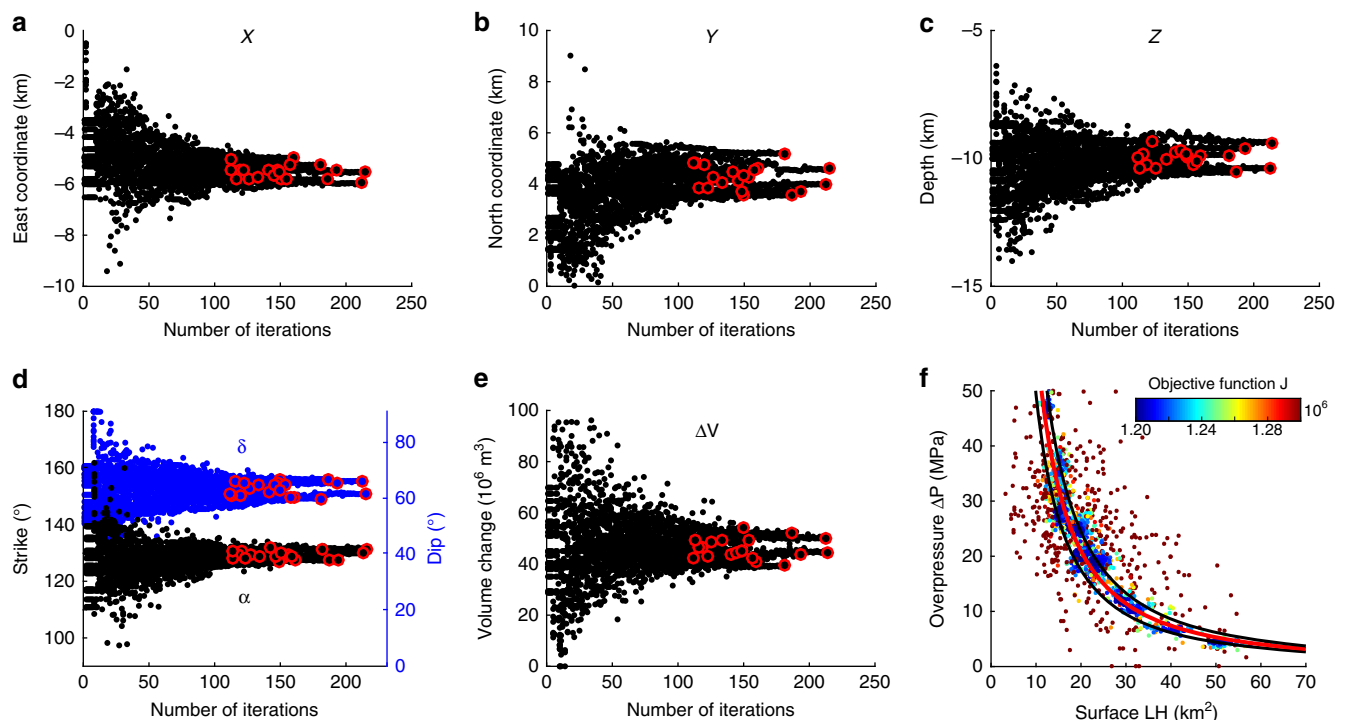 a
X
East coordinate (km)
0
–2
–4
–6
–8
–10
0 50 100 150 200 250
Number of iterations
b
Y
North coordinate (km)
10
8
6
4
2
0
0 50 100 150 200 250
Number of iterations
c
Z
Depth (km)
–5
–10
–15
0 50 100 150 200 250
Number of iterations
d
δ
α
Strike (°)
180
160
140
120
100
Dip (°)
80
60
40
20
0
0 50 100 150 200
Number of iterations
e
ΔV
Volume change (10⁶ m³)
100
80
60
40
20
0
0 50 100 150 200 250
Number of iterations
f
Objective function J
10⁶
1.20 1.24 1.28
Overpressure ΔP (MPa)
50
40
30
20
10
0
0 10 20 30 40 50 60 70
Surface LH (km²)